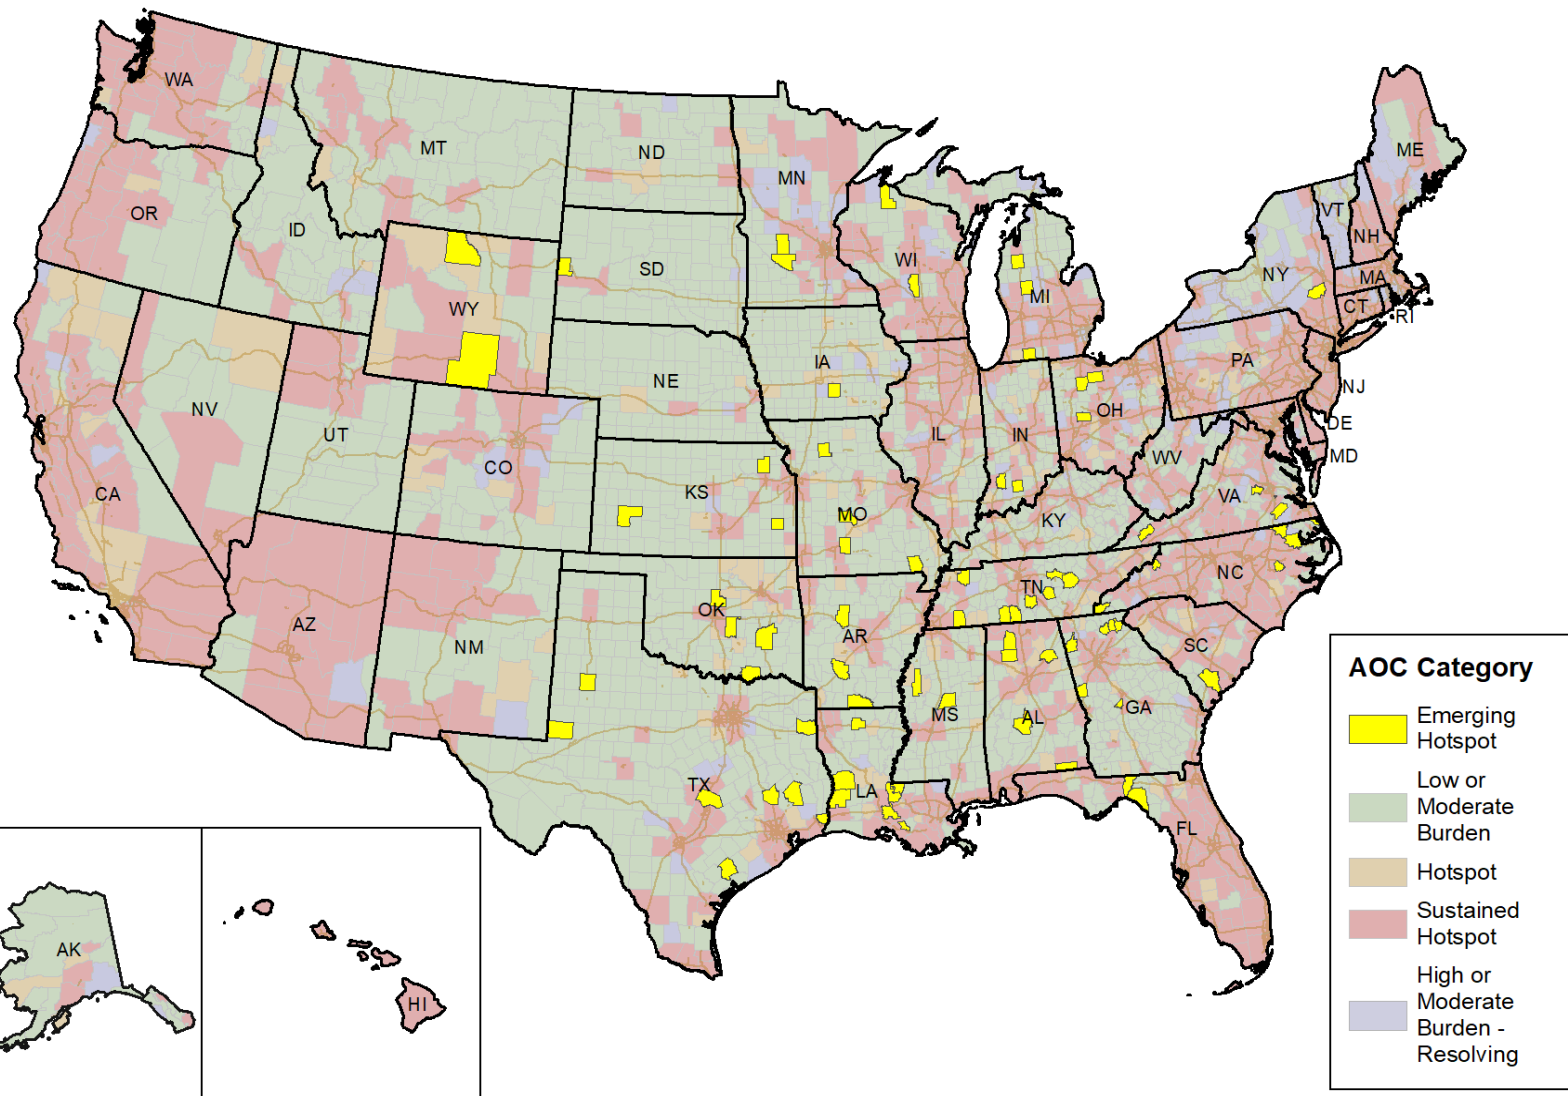 WA
MT
ND
MN
ME
OR
ID
SD
WI
MI
VT
NH
NY
MA
CT
RI
WY
IA
NE
PA
NJ
NV
UT
CO
IL
IN
OH
DE
MD
WV
CA
KS
MO
KY
VA
AZ
NM
OK
AR
TN
NC
SC
MS
AL
GA
TX
LA
FL
AK
HI
AOC Category
Emerging
Hotspot
Low or
Moderate
Burden
Hotspot
Sustained
Hotspot
High or
Moderate
Burden -
Resolving